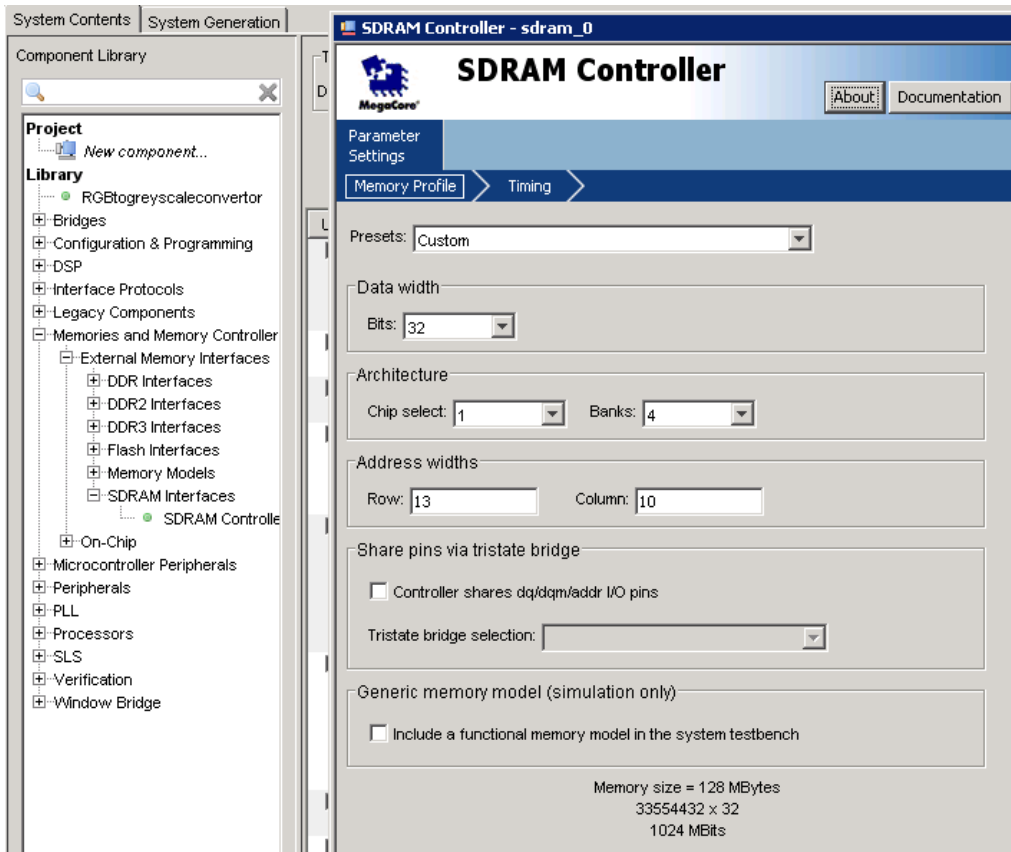 System Contents
System Generation
Component Library
Project
New component...
Library
RGBtogreyscaleconvertor
Bridges
Configuration & Programming
DSP
Interface Protocols
Legacy Components
Memories and Memory Controller
External Memory Interfaces
DDR Interfaces
DDR2 Interfaces
DDR3 Interfaces
Flash Interfaces
Memory Models
SDRAM Interfaces
SDRAM Controlle
On-Chip
Microcontroller Peripherals
Peripherals
PLL
Processors
SLS
Verification
Window Bridge
T
D
U
SDRAM Controller - sdram_0
MegaCore®
SDRAM Controller
About
Documentation
Parameter
Settings
Memory Profile
Timing
Presets: Custom
Data width
Bits: 32
Architecture
Chip select: 1 Banks: 4
Address widths
Row: 13 Column: 10
Share pins via tristate bridge
Controller shares dq/dqm/addr I/O pins
Tristate bridge selection:
Generic memory model (simulation only)
Include a functional memory model in the system testbench
Memory size = 128 MBytes
33554432 x 32
1024 MBits